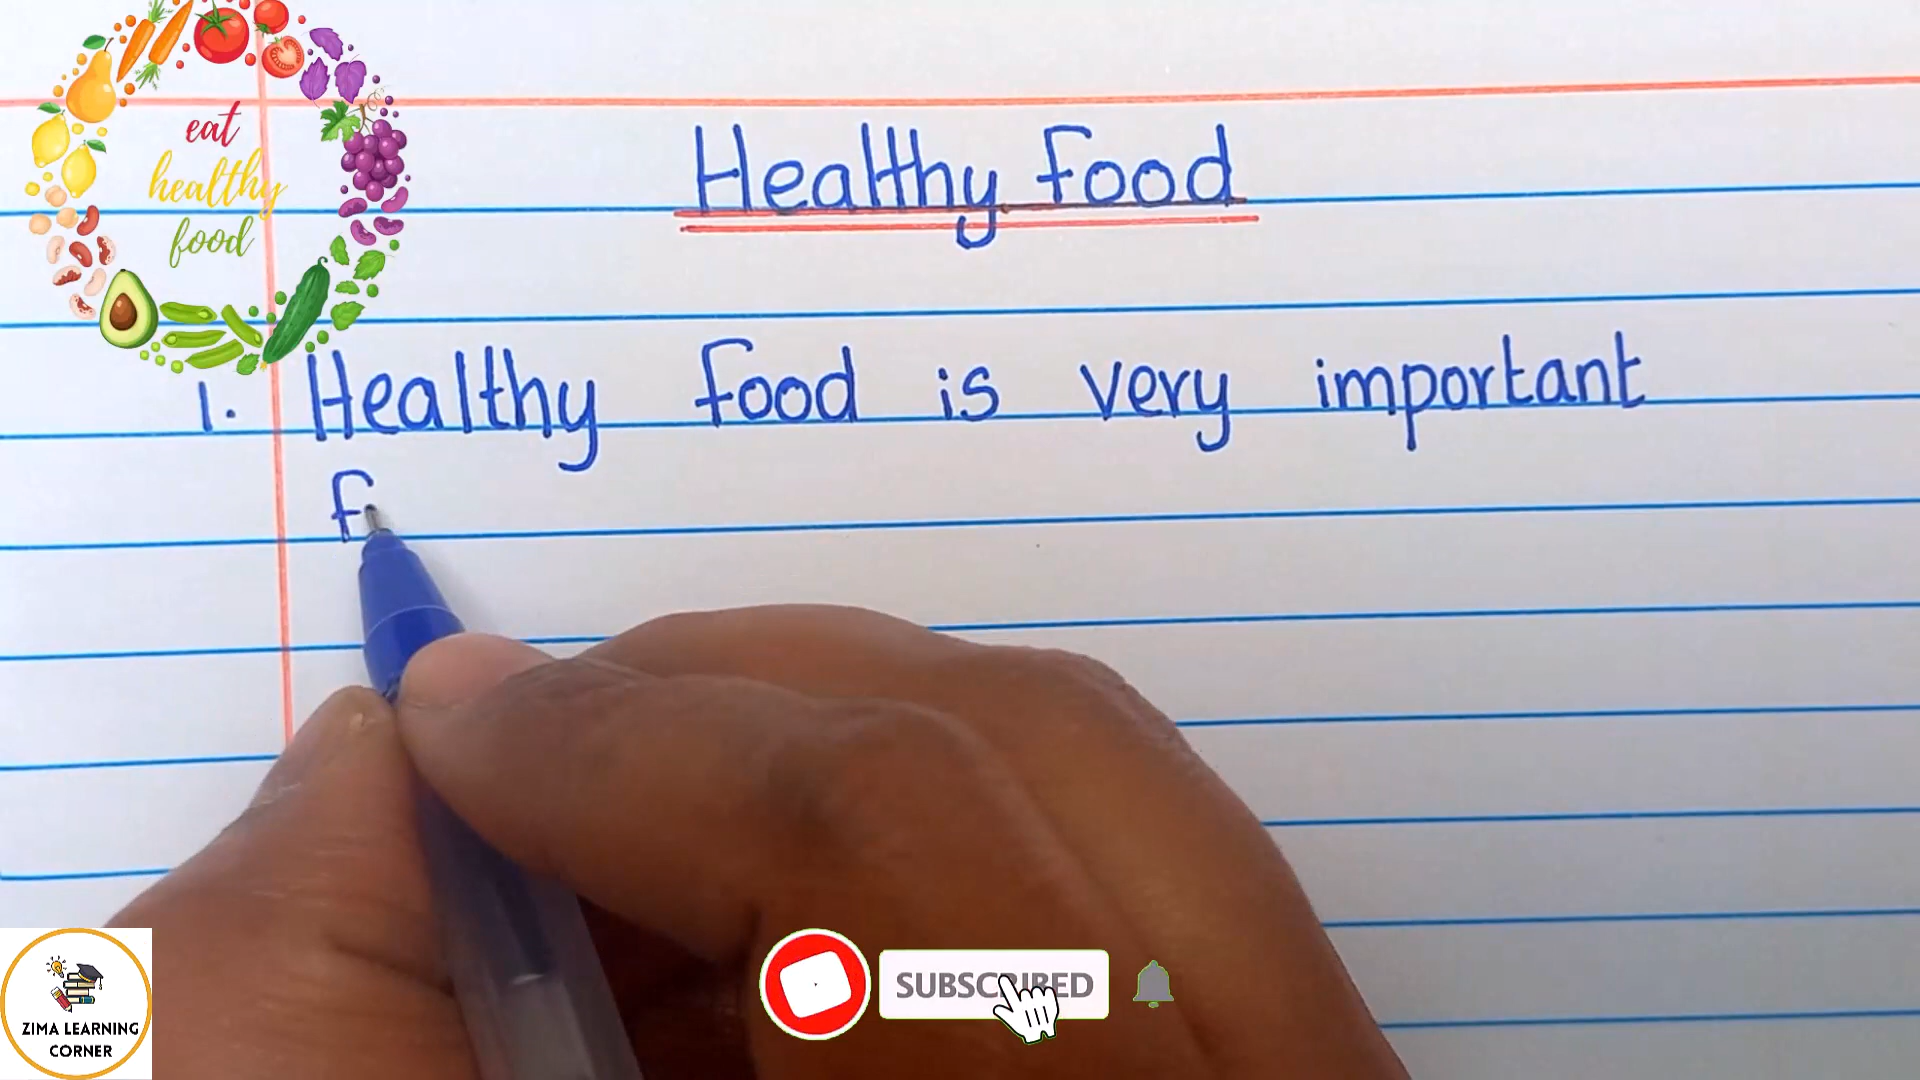 eat
healthy
food
Healthy Food
1. Healthy food is very important
f
SUBSCRIBED
ZIMA LEARNING
CORNER